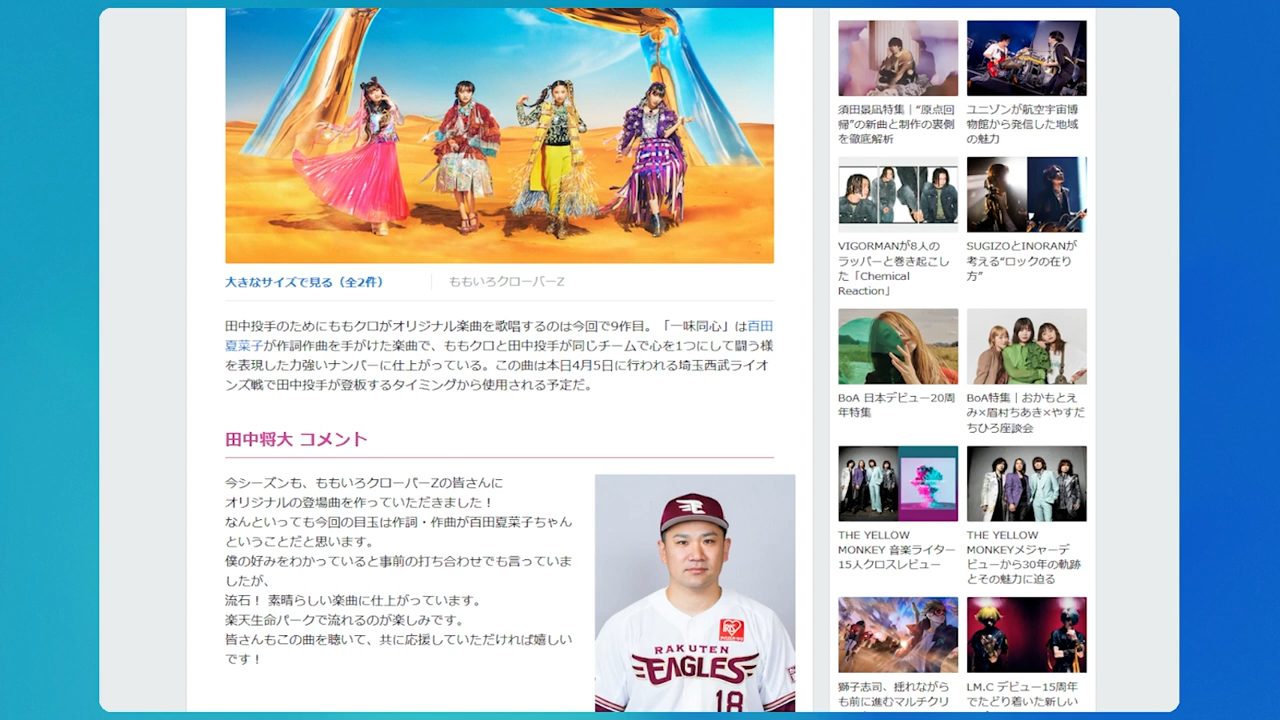 大きなサイズで見る（全2件）
ももいろクローバーZ
田中投手のためにももクロがオリジナル楽曲を歌唱するのは今回で9作目。「一味同心」は百田
夏菜子が作詞作曲を手がけた楽曲で、ももクロと田中投手が同じチームで心を1つにして闘う様
を表現した力強いナンバーに仕上がっている。この曲は本日4月5日に行われる埼玉西武ライオ
ンズ戦で田中投手が登板するタイミングから使用される予定だ。
田中将大 コメント
今シーズンも、ももいろクローバーZの皆さんに
オリジナルの登場曲を作っていただきました！
なんといっても今回の目玉は作詞・作曲が百田夏菜子ちゃん
ということだと思います。
僕の好みをわかっていると事前の打ち合わせでも言っていま
したが、
流石！ 素晴らしい楽曲に仕上がっています。
楽天生命パークで流れるのが楽しみです。
皆さんもこの曲を聴いて、共に応援していただければ嬉しい
です！
RAKUTEN
EAGLES
18
須田景凪特集｜“原点回
帰”の新曲と制作の裏側
を徹底解析
ユニゾンが航空宇宙博
物館から発信した地域
の魅力
VIGORMANが8人の
ラッパーと巻き起こし
た「Chemical
Reaction」
SUGIZOとINORANが
考える“ロックの在り
方”
BoA 日本デビュー20周
年特集
BoA特集｜おかもとえ
み×眉村ちあき×やすだ
ちひろ座談会
THE YELLOW
MONKEY 音楽ライター
15人クロスレビュー
THE YELLOW
MONKEYメジャーデ
ビューから30年の軌跡
とその魅力に迫る
獅子志司、揺れながら
も前に進むマルチクリ
LM.C デビュー15周年
でたどり着いた新しい